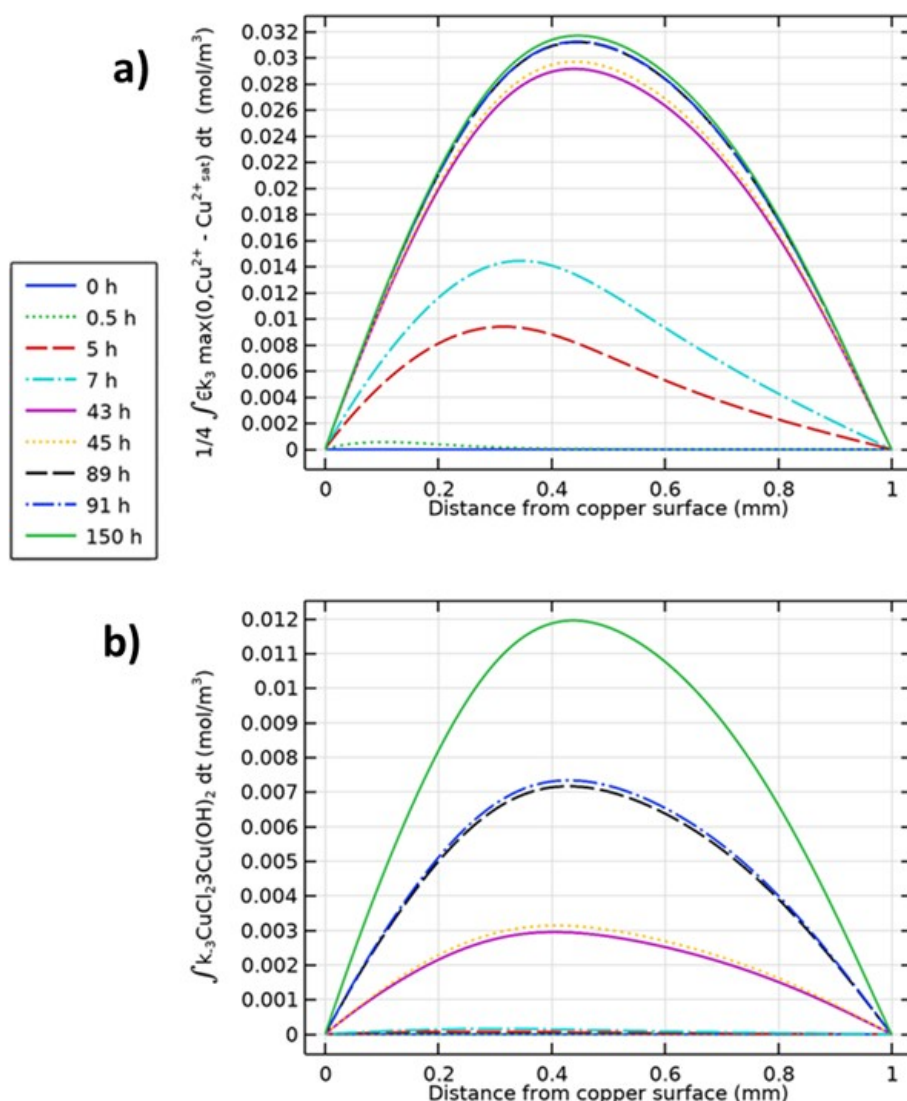 a)
1/4 ∫ϵk₃ max(0,Cu²⁺ - Cu²⁺ₛₐₜ) dt (mol/m³)
0.032
0.03
0.028
0.026
0.024
0.022
0.02
0.018
0.016
0.014
0.012
0.01
0.008
0.006
0.004
0.002
0
0 0.2 0.4 0.6 0.8 1
Distance from copper surface (mm)
0 h
0.5 h
5 h
7 h
43 h
45 h
89 h
91 h
150 h
b)
∫k₋₃CuCl₂3Cu(OH)₂ dt (mol/m³)
0.012
0.011
0.01
0.009
0.008
0.007
0.006
0.005
0.004
0.003
0.002
0.001
0
0 0.2 0.4 0.6 0.8 1
Distance from copper surface (mm)